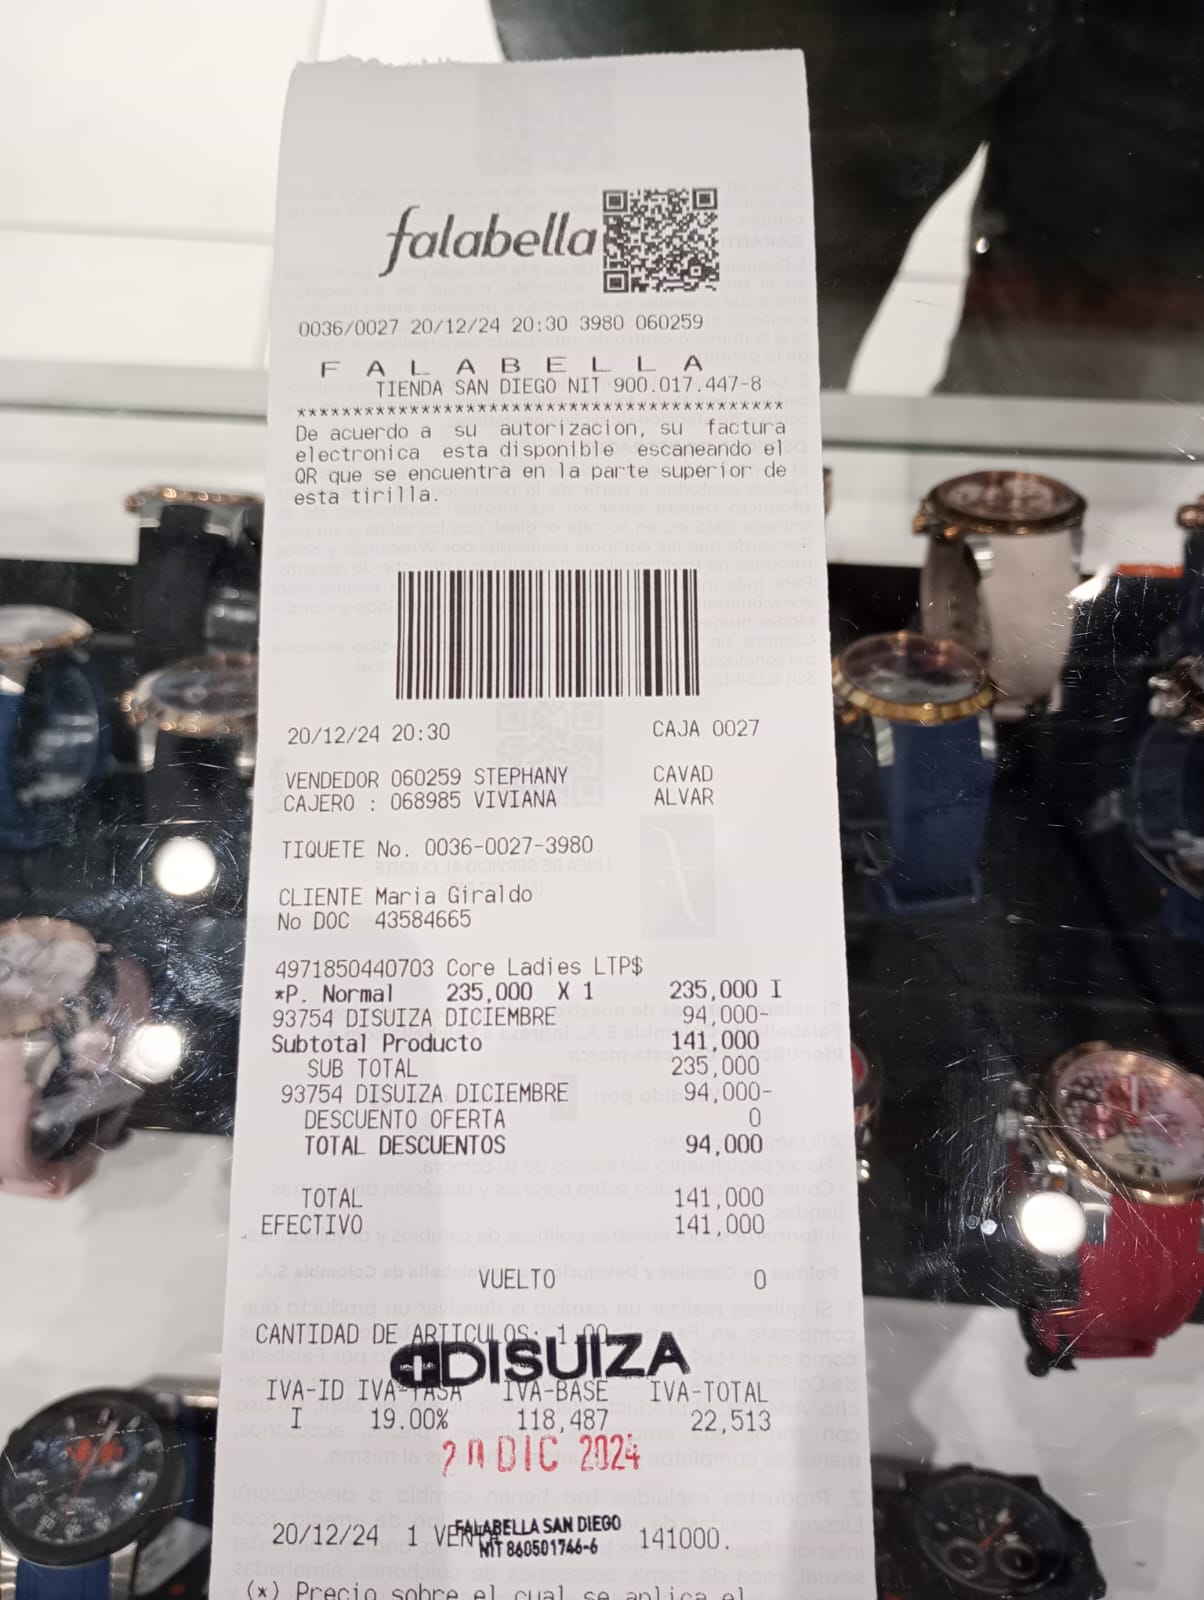 falabella
0036/0027 20/12/24 20:30 3980 060259
F A L A B E L L A
TIENDA SAN DIEGO NIT 900.017.447-8
*******************************************
De acuerdo a su autorizacion, su factura
electronica esta disponible escaneando el
QR que se encuentra en la parte superior de
esta tirilla.
20/12/24 20:30 CAJA 0027
VENDEDOR 060259 STEPHANY CAVAD
CAJERO : 068985 VIVIANA ALVAR
TIQUETE No. 0036-0027-3980
CLIENTE Maria Giraldo
No DOC 43584665
4971850440703 Core Ladies LTP$
*P. Normal 235,000 X 1 235,000 I
93754 DISUIZA DICIEMBRE 94,000-
Subtotal Producto 141,000
SUB TOTAL 235,000
93754 DISUIZA DICIEMBRE 94,000-
DESCUENTO OFERTA 0
TOTAL DESCUENTOS 94,000
TOTAL 141,000
EFECTIVO 141,000
VUELTO 0
CANTIDAD DE ARTICULOS: 1.00
DISUIZA
IVA-ID IVA-TASA IVA-BASE IVA-TOTAL
I 19.00% 118,487 22,513
20 DIC 2024
20/12/24 1 VENTA 141000.
FALABELLA SAN DIEGO
NIT 860501746-6
(*) Precio sobre el cual se aplica el